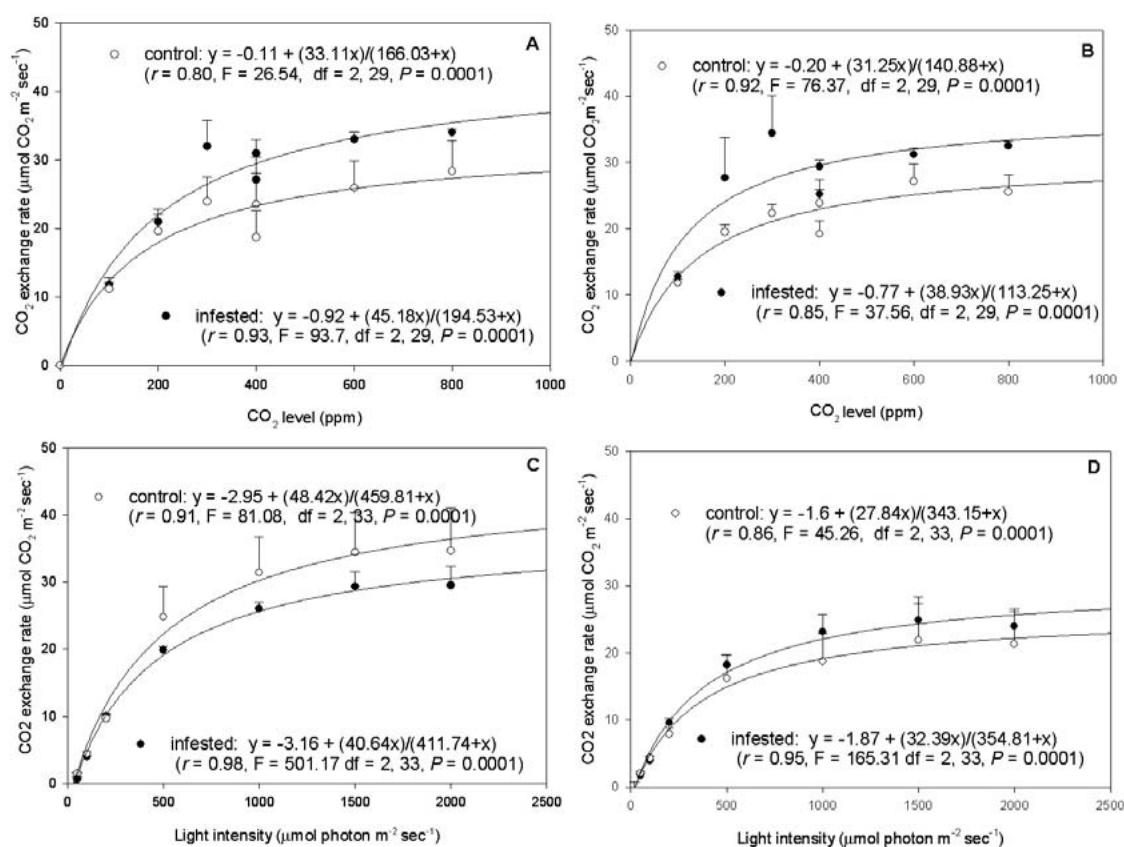 A
control: y = -0.11 + (33.11x)/(166.03+x)
(r = 0.80, F = 26.54, df = 2, 29, P = 0.0001)
infested: y = -0.92 + (45.18x)/(194.53+x)
(r = 0.93, F = 93.7, df = 2, 29, P = 0.0001)
CO₂ exchange rate (µmol CO₂ m⁻² sec⁻¹)
50
40
30
20
10
0
0 200 400 600 800 1000
CO₂ level (ppm)
B
control: y = -0.20 + (31.25x)/(140.88+x)
(r = 0.92, F = 76.37, df = 2, 29, P = 0.0001)
infested: y = -0.77 + (38.93x)/(113.25+x)
(r = 0.85, F = 37.56, df = 2, 29, P = 0.0001)
CO₂ exchange rate (µmol CO₂m⁻² sec⁻¹)
50
40
30
20
10
0
0 200 400 600 800 1000
CO₂ level (ppm)
C
control: y = -2.95 + (48.42x)/(459.81+x)
(r = 0.91, F = 81.08, df = 2, 33, P = 0.0001)
infested: y = -3.16 + (40.64x)/(411.74+x)
(r = 0.98, F = 501.17 df = 2, 33, P = 0.0001)
CO2 exchange rate (µmol CO₂ m⁻² sec⁻¹)
50
40
30
20
10
0
0 500 1000 1500 2000 2500
Light intensity (µmol photon m⁻² sec⁻¹)
D
control: y = -1.6 + (27.84x)/(343.15+x)
(r = 0.86, F = 45.26, df = 2, 33, P = 0.0001)
infested: y = -1.87 + (32.39x)/(354.81+x)
(r = 0.95, F = 165.31 df = 2, 33, P = 0.0001)
CO2 exchange rate (µmol CO₂ m⁻² sec⁻¹)
50
40
30
20
10
0
0 500 1000 1500 2000 2500
Light intensity (µmol photon m⁻² sec⁻¹)